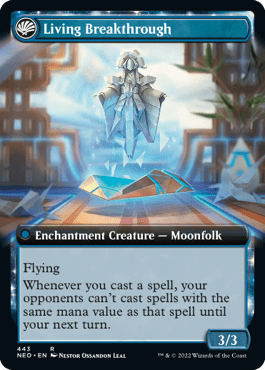 Living Breakthrough
Enchantment Creature — Moonfolk
Flying
Whenever you cast a spell, your
opponents can't cast spells with the
same mana value as that spell until
your next turn.
3/3
443 R
NEO • EN NESTOR OSSANDON LEAL
™ & © 2022 Wizards of the Coast